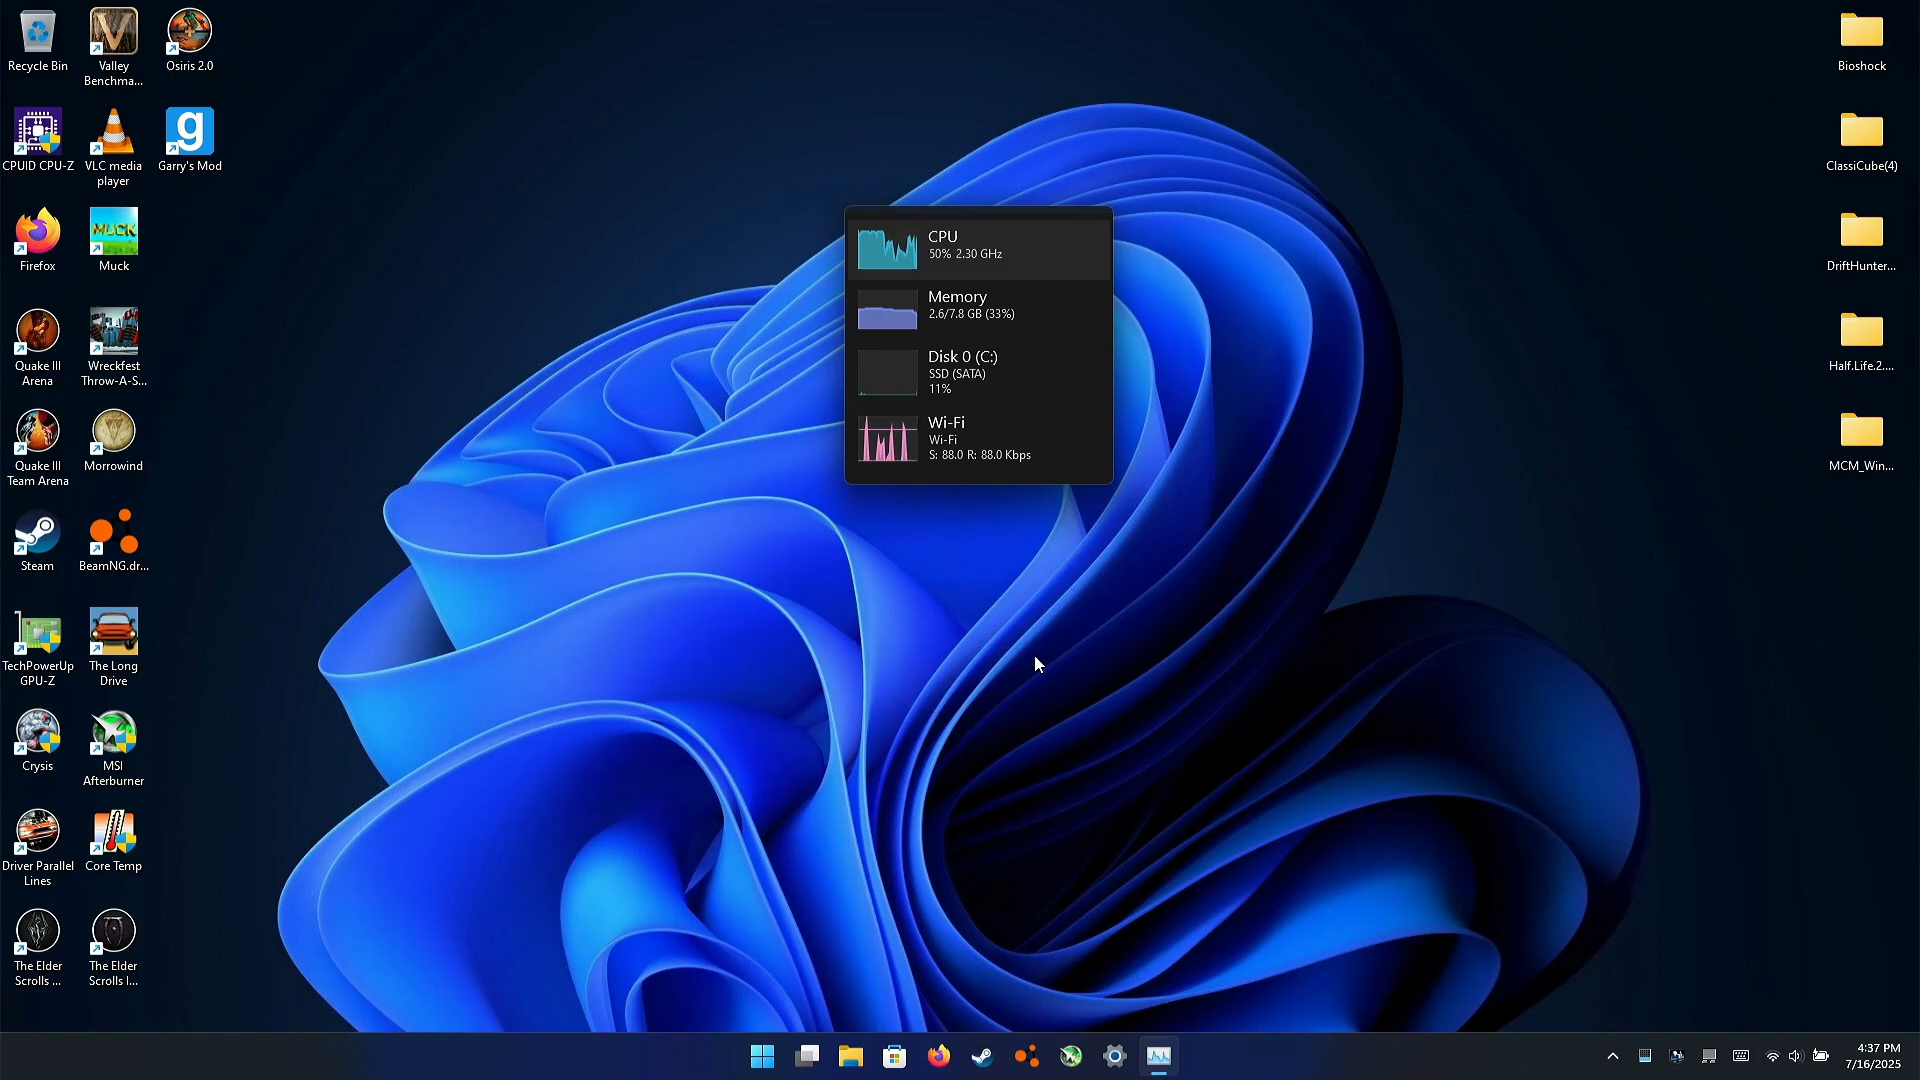 Recycle Bin
Valley
Benchma...
Osiris 2.0
CPUID CPU-Z
VLC media
player
g
Garry's Mod
Firefox
MUCK
Muck
Quake III
Arena
Wreckfest
Throw-A-S...
Quake III
Team Arena
Morrowind
Steam
BeamNG.dr...
TechPowerUp
GPU-Z
The Long
Drive
Crysis
MSI
Afterburner
Driver Parallel
Lines
Core Temp
The Elder
Scrolls ...
The Elder
Scrolls I...
CPU
50% 2.30 GHz
Memory
2.6/7.8 GB (33%)
Disk 0 (C:)
SSD (SATA)
11%
Wi-Fi
Wi-Fi
S: 88.0 R: 88.0 Kbps
Bioshock
ClassiCube(4)
DriftHunter...
Half.Life.2....
MCM_Win...
4:37 PM
7/16/2025